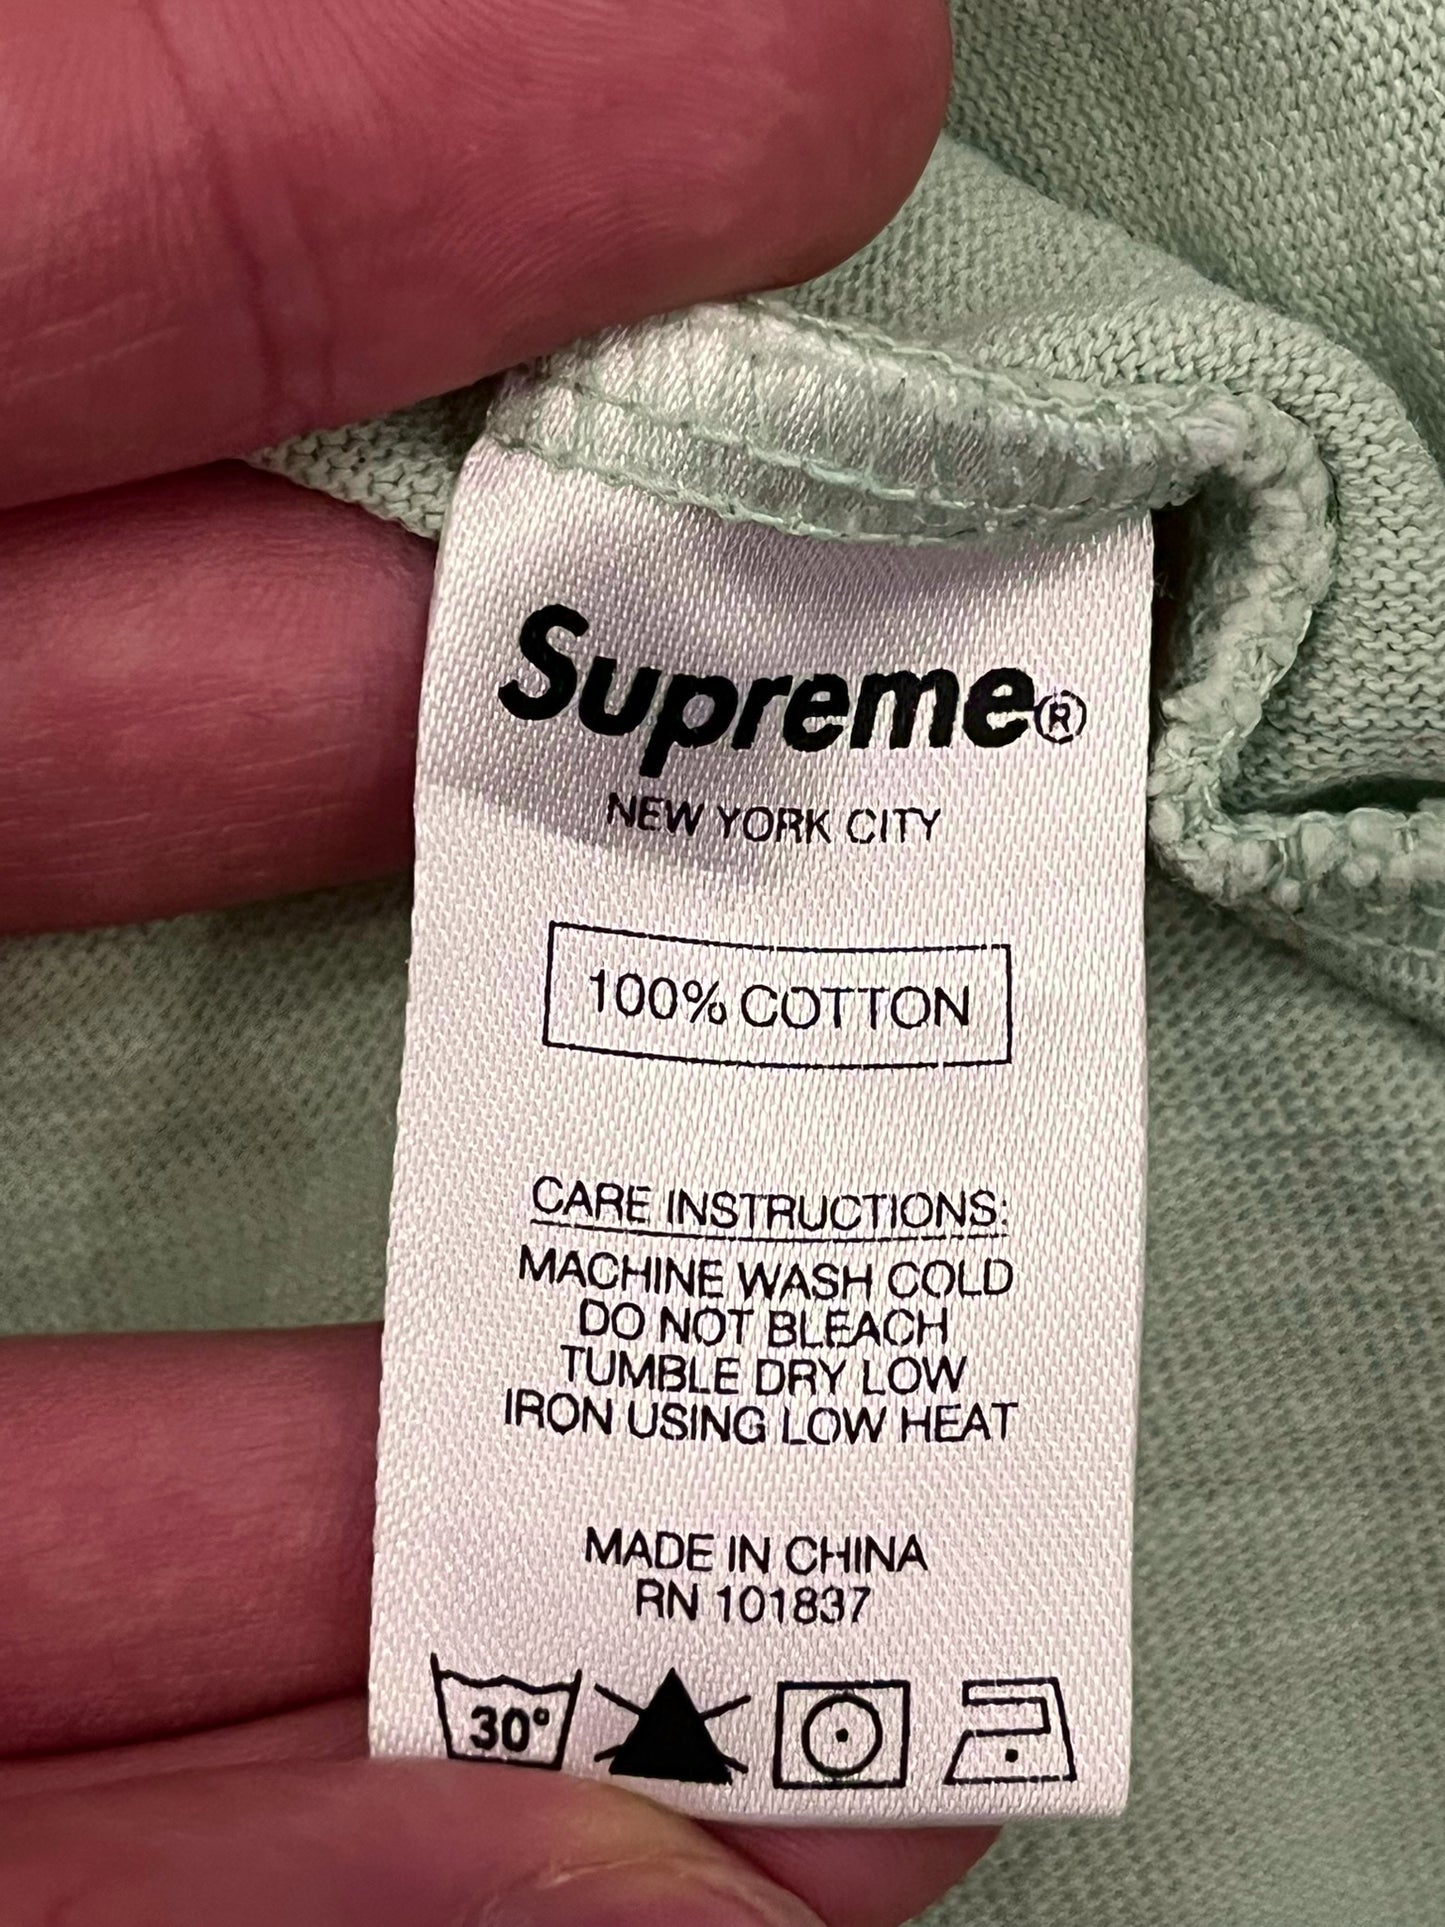 Supreme®
NEW YORK CITY
100% COTTON
CARE INSTRUCTIONS:
MACHINE WASH COLD
DO NOT BLEACH
TUMBLE DRY LOW
IRON USING LOW HEAT
MADE IN CHINA
RN 101837
30°